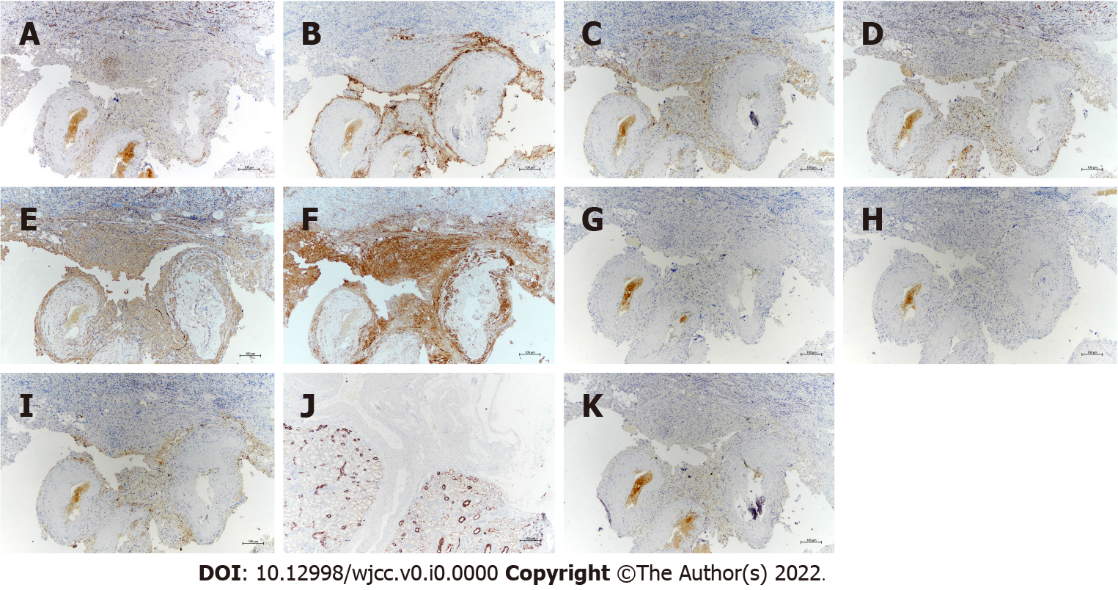 A B C D
E F G H
I J K
DOI: 10.12998/wjcc.v0.i0.0000 Copyright ©The Author(s) 2022.